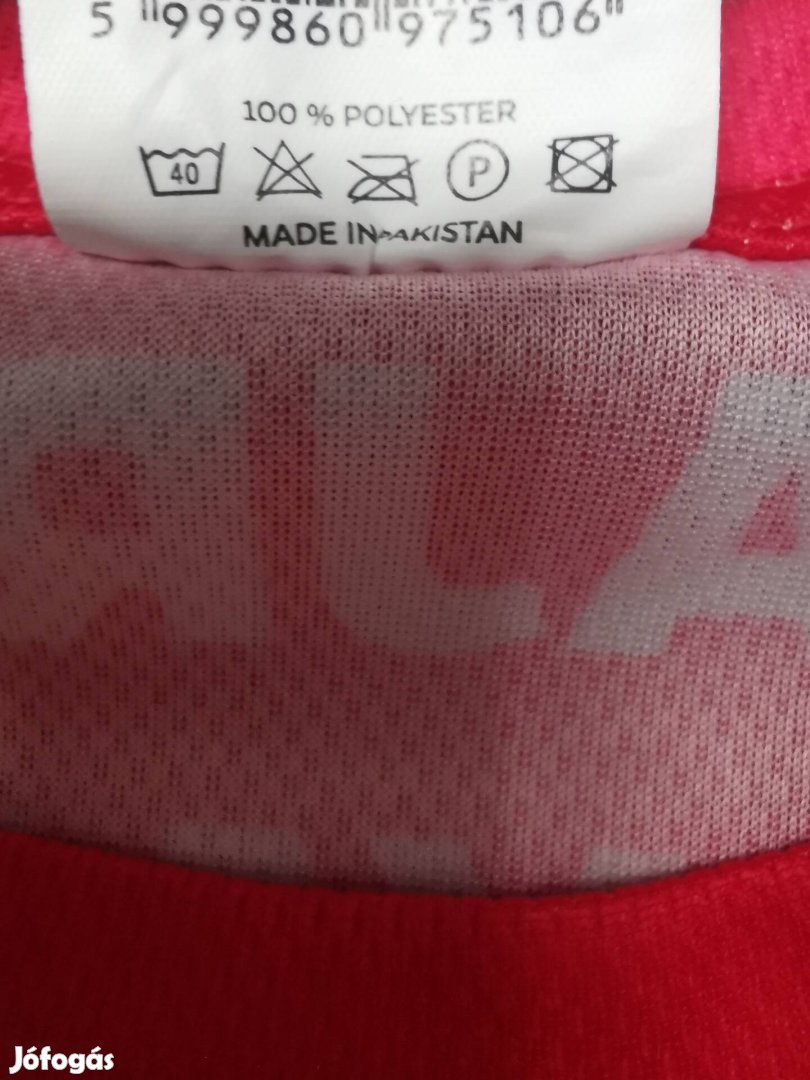 5 999860 975106
100 % POLYESTER
40 P
MADE IN PAKISTAN
Jófogás